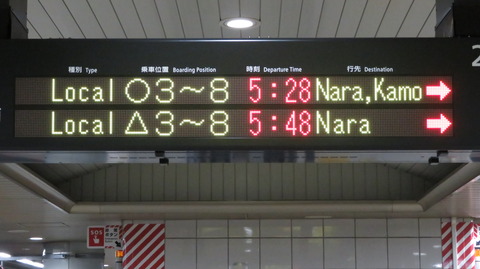 種別 Type 乗車位置 Boarding Position 時刻 Departure Time 行先 Destination
Local ○3～8 5:28 Nara,Kamo →
Local △3～8 5:48 Nara →
2
SOS